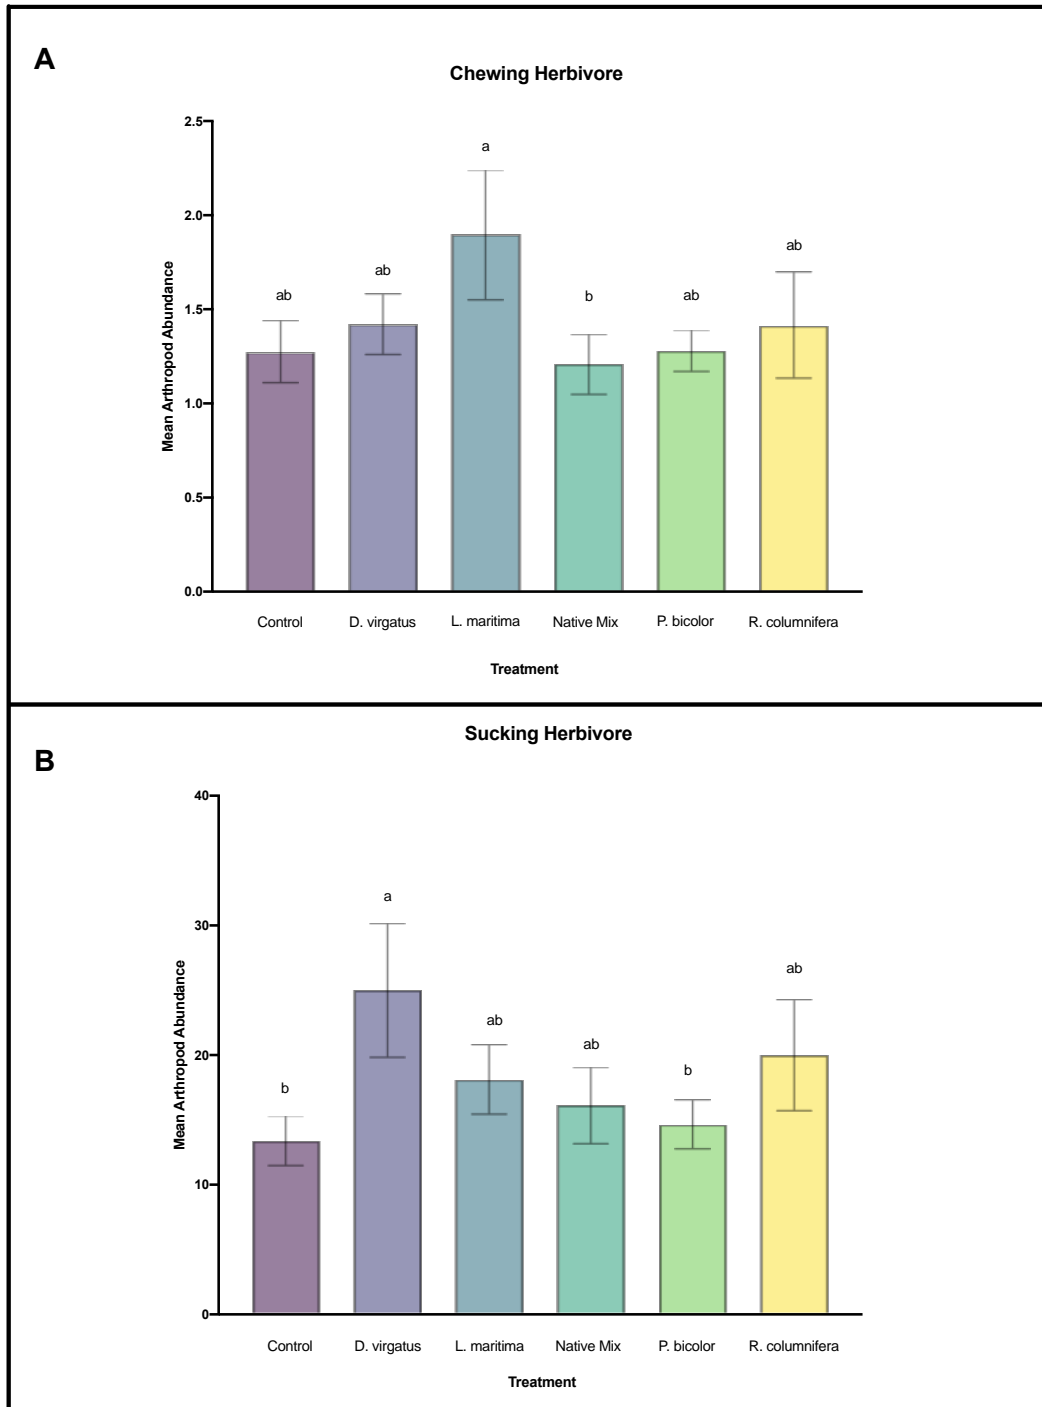 A
Chewing Herbivore
2.5
2.0
1.5
1.0
0.5
0.0
Mean Arthropod Abundance
ab
ab
a
b
ab
ab
Control
D. virgatus
L. maritima
Native Mix
P. bicolor
R. columnifera
Treatment
B
Sucking Herbivore
40
30
20
10
0
Mean Arthropod Abundance
b
a
ab
ab
b
ab
Control
D. virgatus
L. maritima
Native Mix
P. bicolor
R. columnifera
Treatment